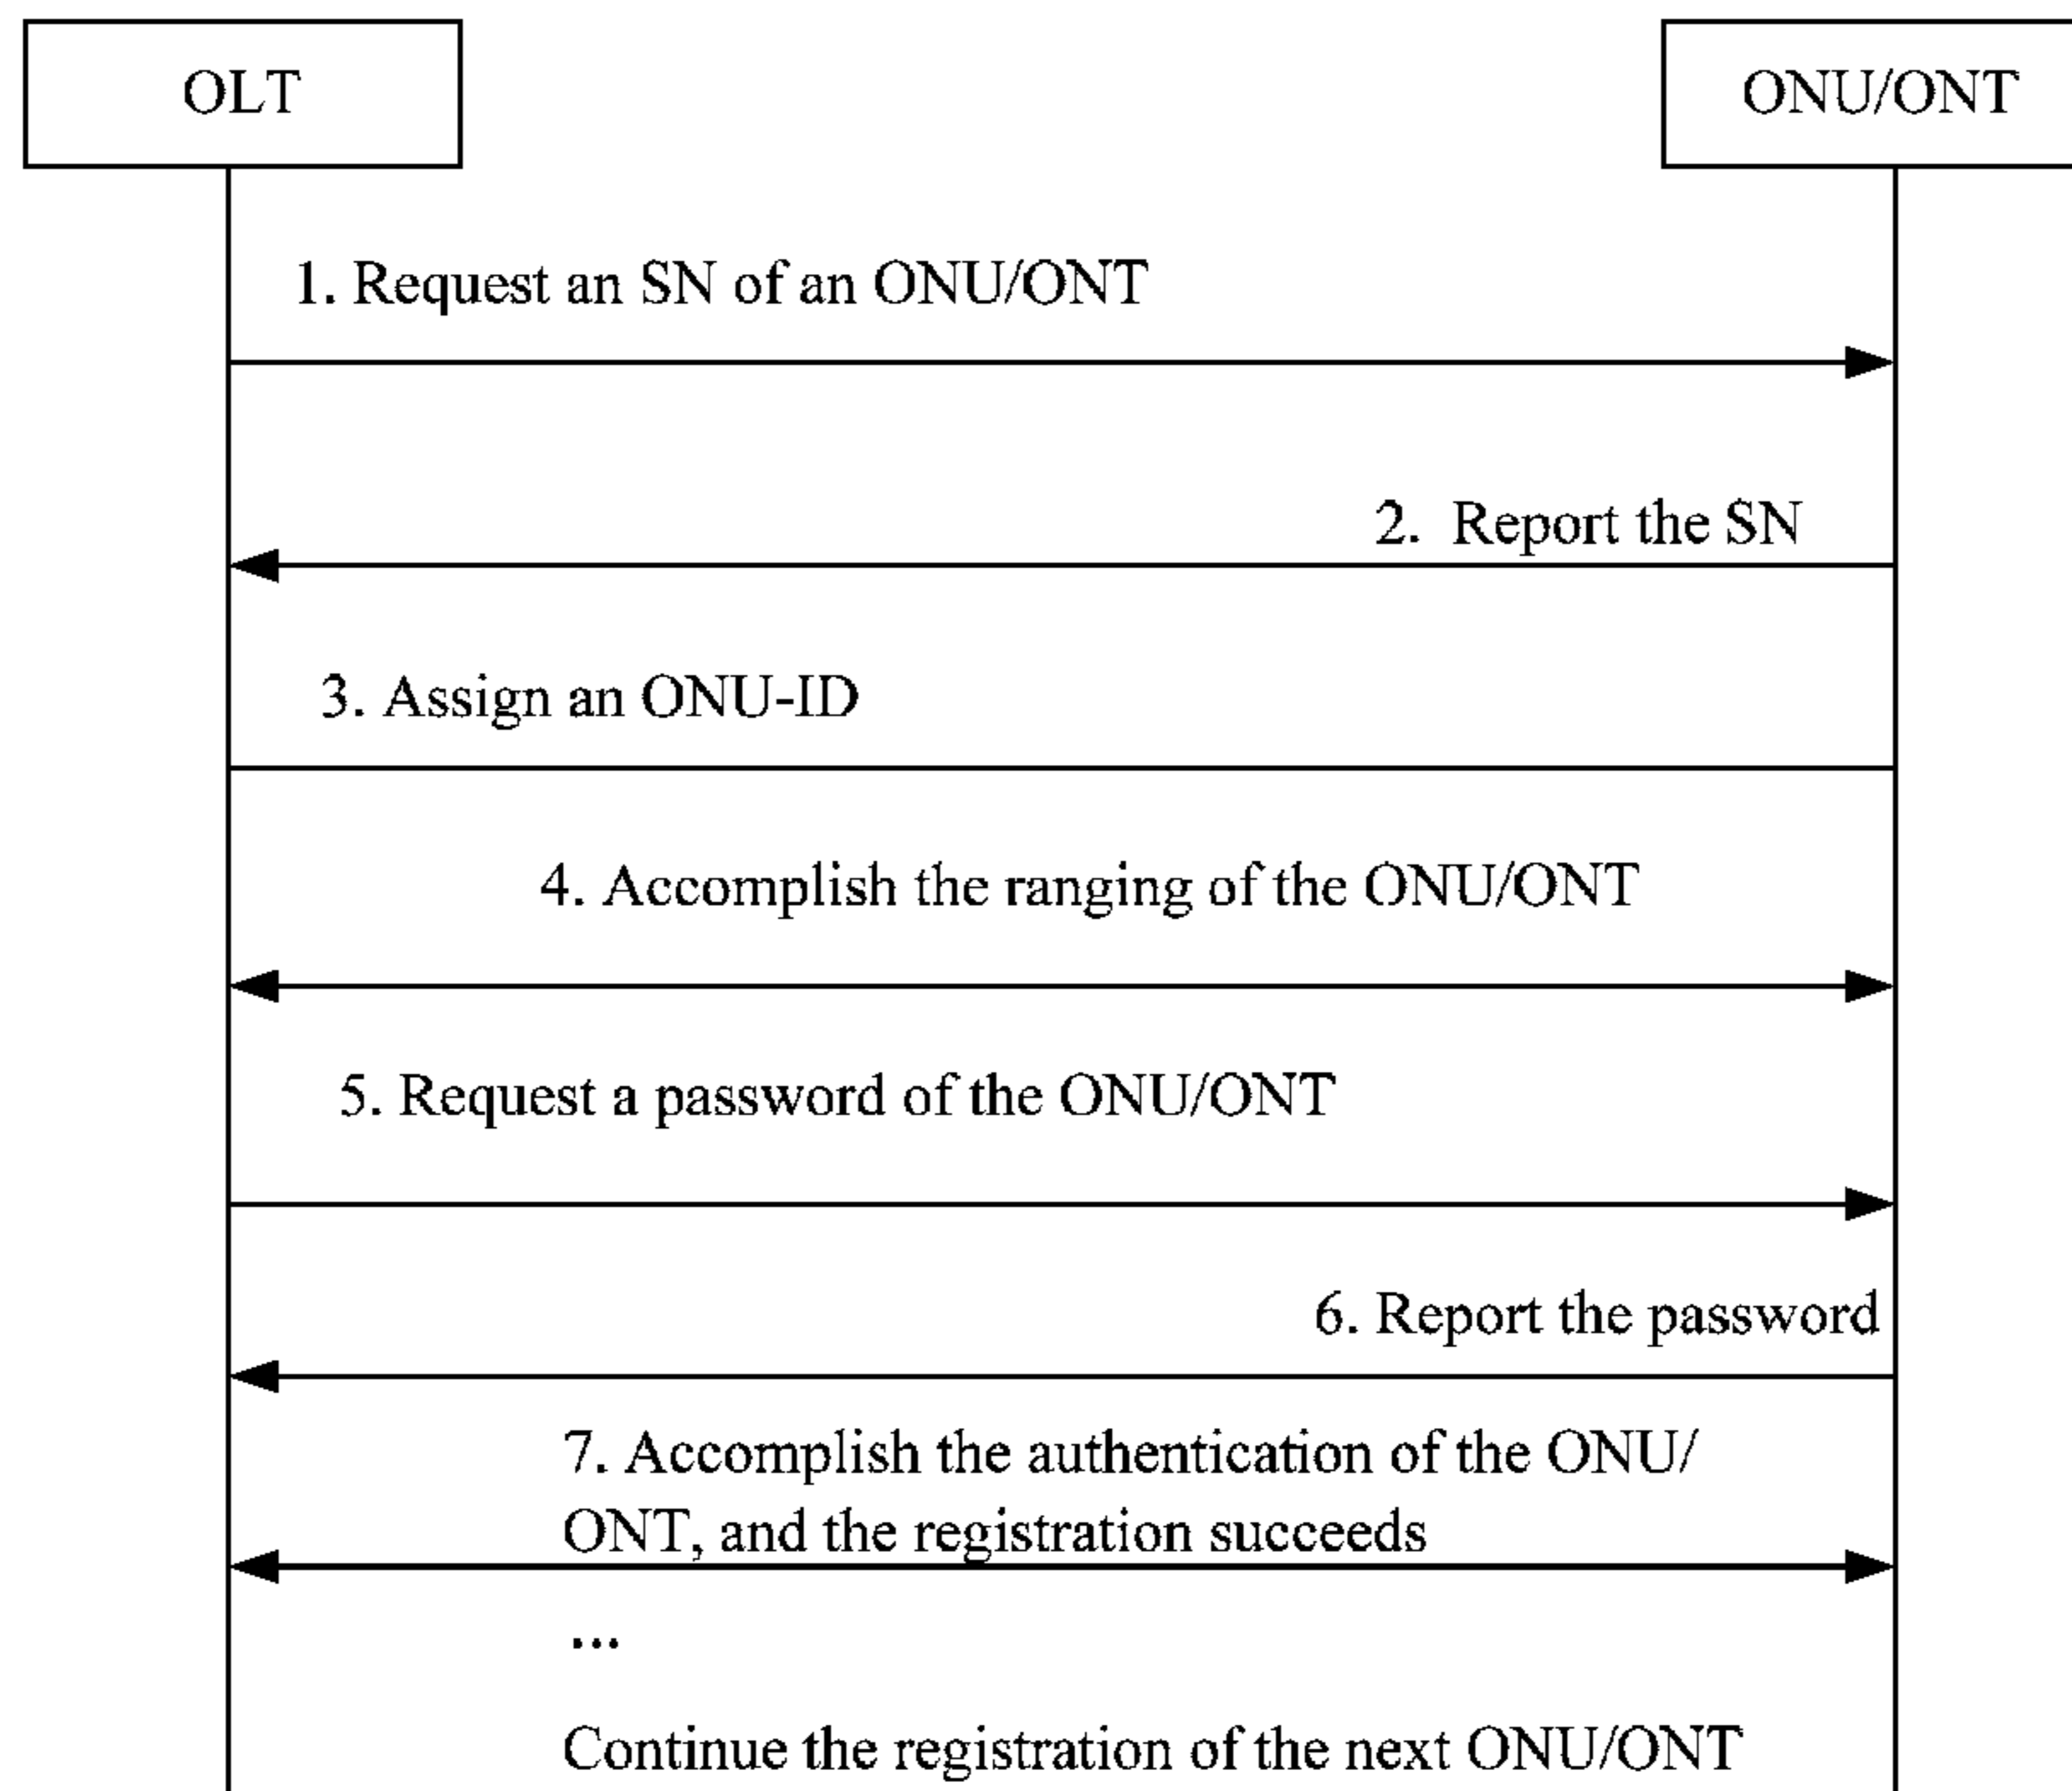 OLT
ONU/ONT
1. Request an SN of an ONU/ONT
2. Report the SN
3. Assign an ONU-ID
4. Accomplish the ranging of the ONU/ONT
5. Request a password of the ONU/ONT
6. Report the password
7. Accomplish the authentication of the ONU/
ONT, and the registration succeeds
...
Continue the registration of the next ONU/ONT